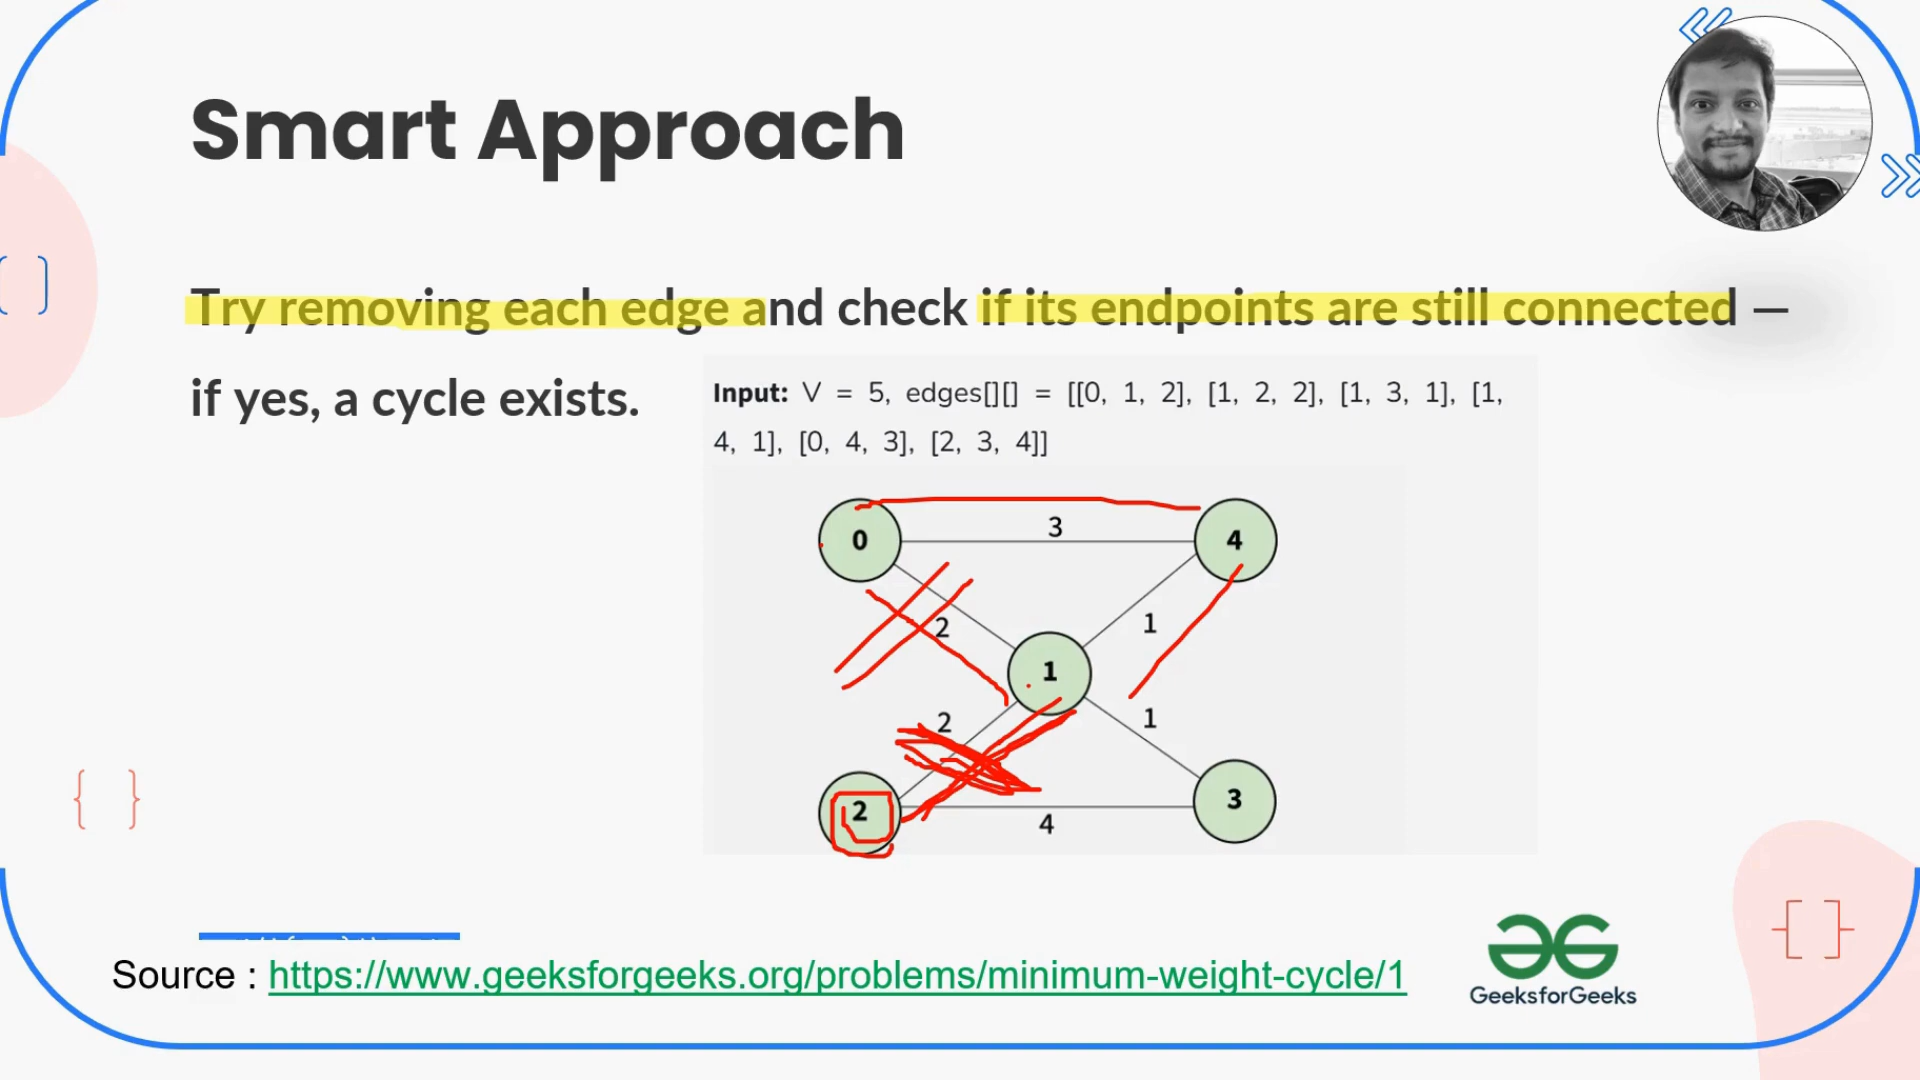 Smart Approach
Try removing each edge and check if its endpoints are still connected —
if yes, a cycle exists.
Input: V = 5, edges[][] = [[0, 1, 2], [1, 2, 2], [1, 3, 1], [1,
4, 1], [0, 4, 3], [2, 3, 4]]
0
3
4
2
1
1
2
1
2
4
3
Source : https://www.geeksforgeeks.org/problems/minimum-weight-cycle/1
GeeksforGeeks